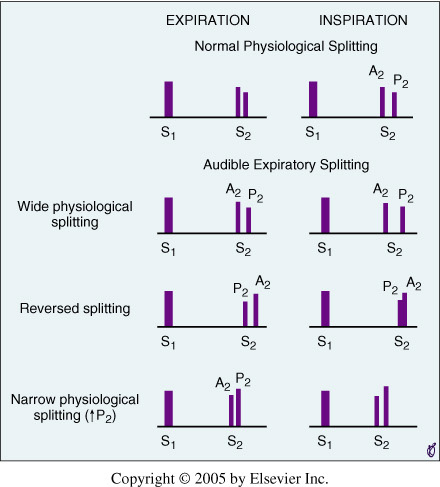 EXPIRATION INSPIRATION
Normal Physiological Splitting
A₂ P₂
S₁ S₂ S₁ S₂
Audible Expiratory Splitting
Wide physiological
splitting
A₂ P₂ A₂ P₂
S₁ S₂ S₁ S₂
Reversed splitting
P₂ A₂ P₂ A₂
S₁ S₂ S₁ S₂
Narrow physiological
splitting (↑P₂)
A₂ P₂
S₁ S₂ S₁ S₂
Copyright © 2005 by Elsevier Inc.